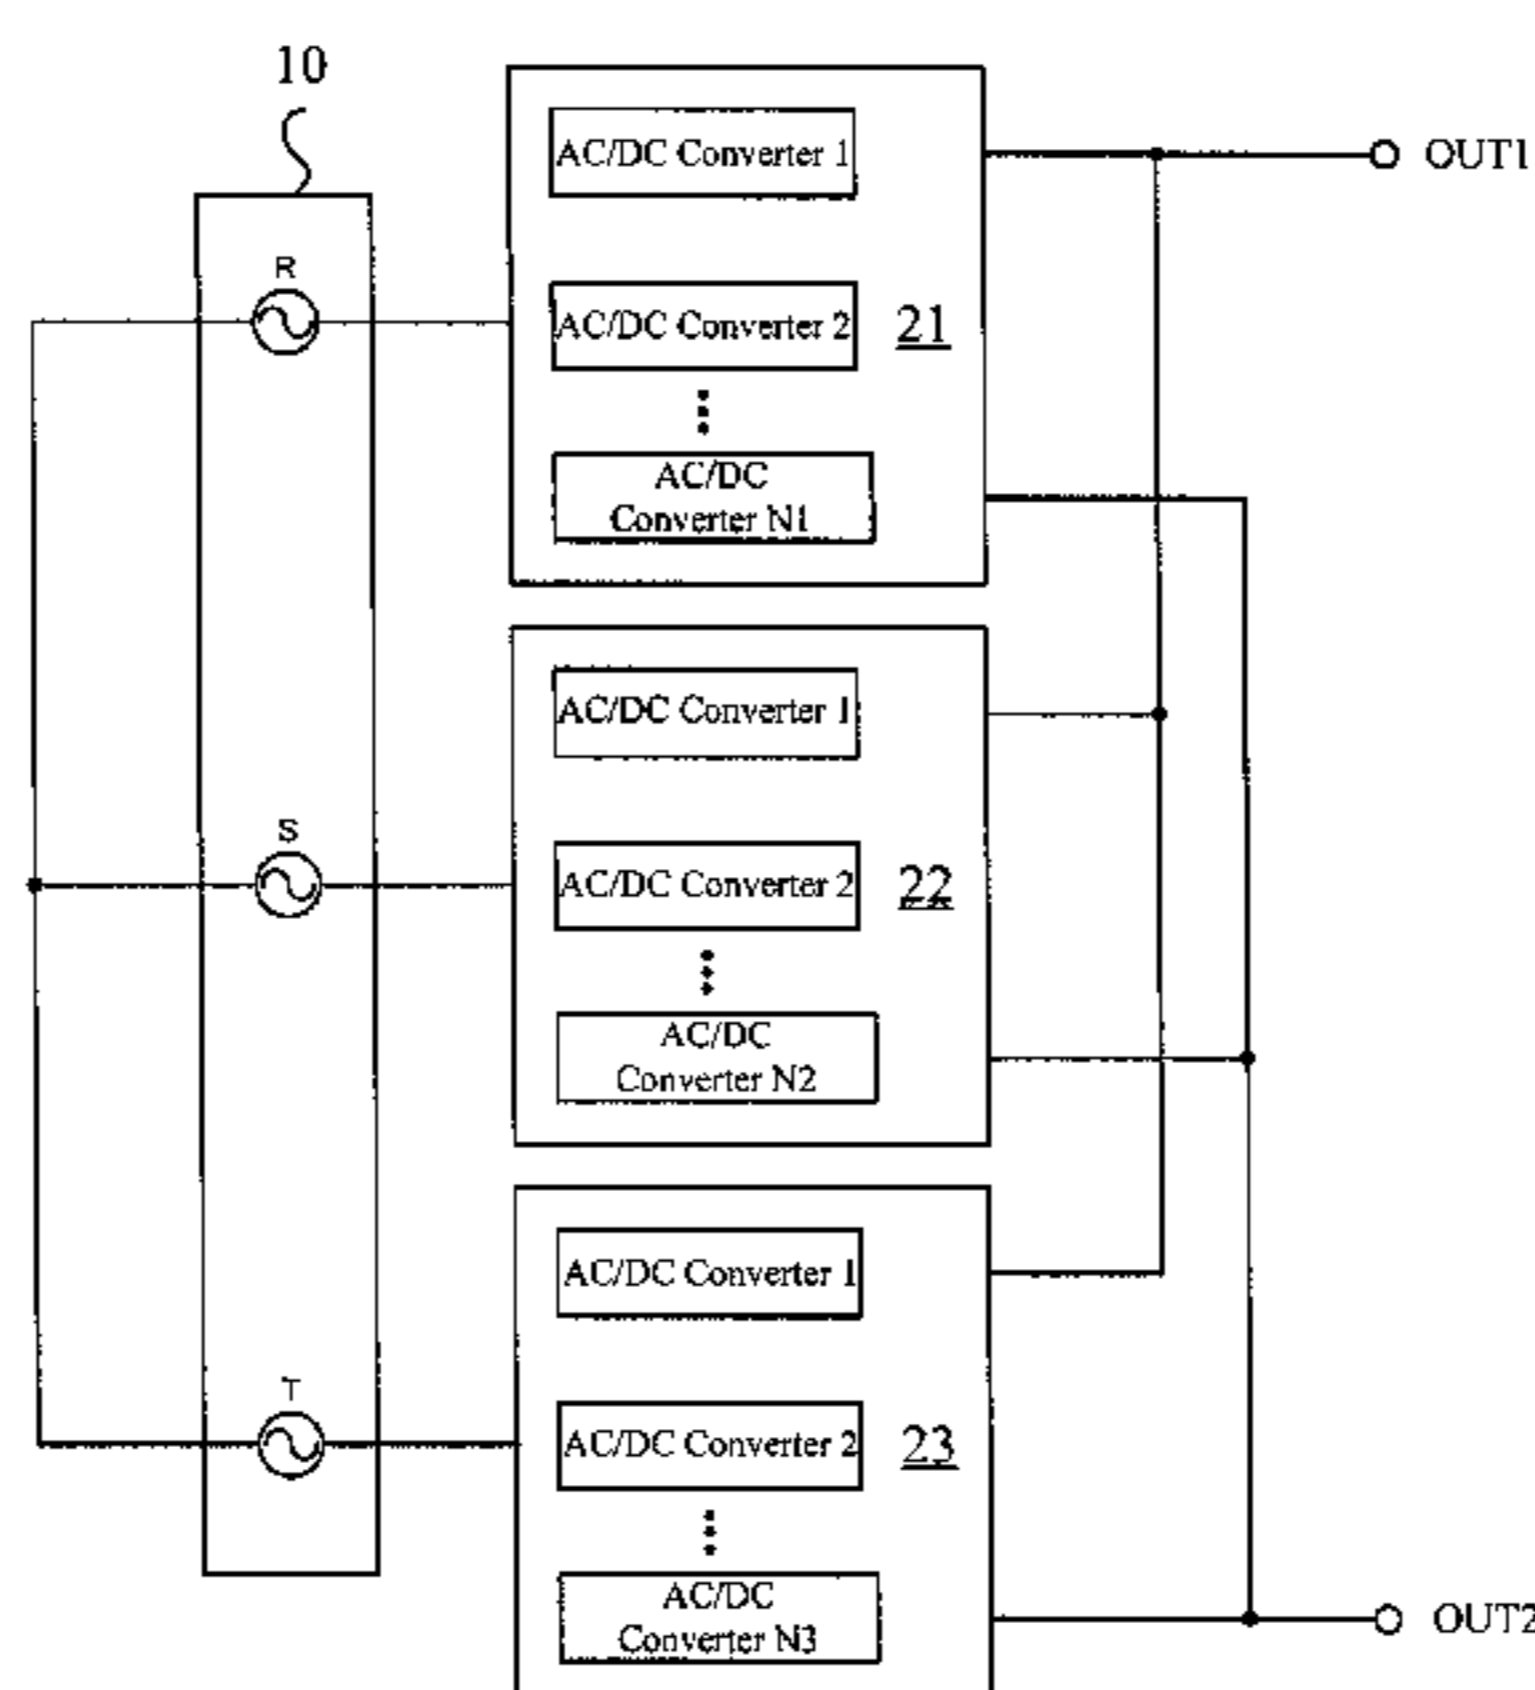 10
AC/DC Converter 1
OUT1
R
AC/DC Converter 2
21
AC/DC
Converter N1
AC/DC Converter 1
S
AC/DC Converter 2
22
AC/DC
Converter N2
AC/DC Converter 1
T
AC/DC Converter 2
23
AC/DC
Converter N3
OUT2